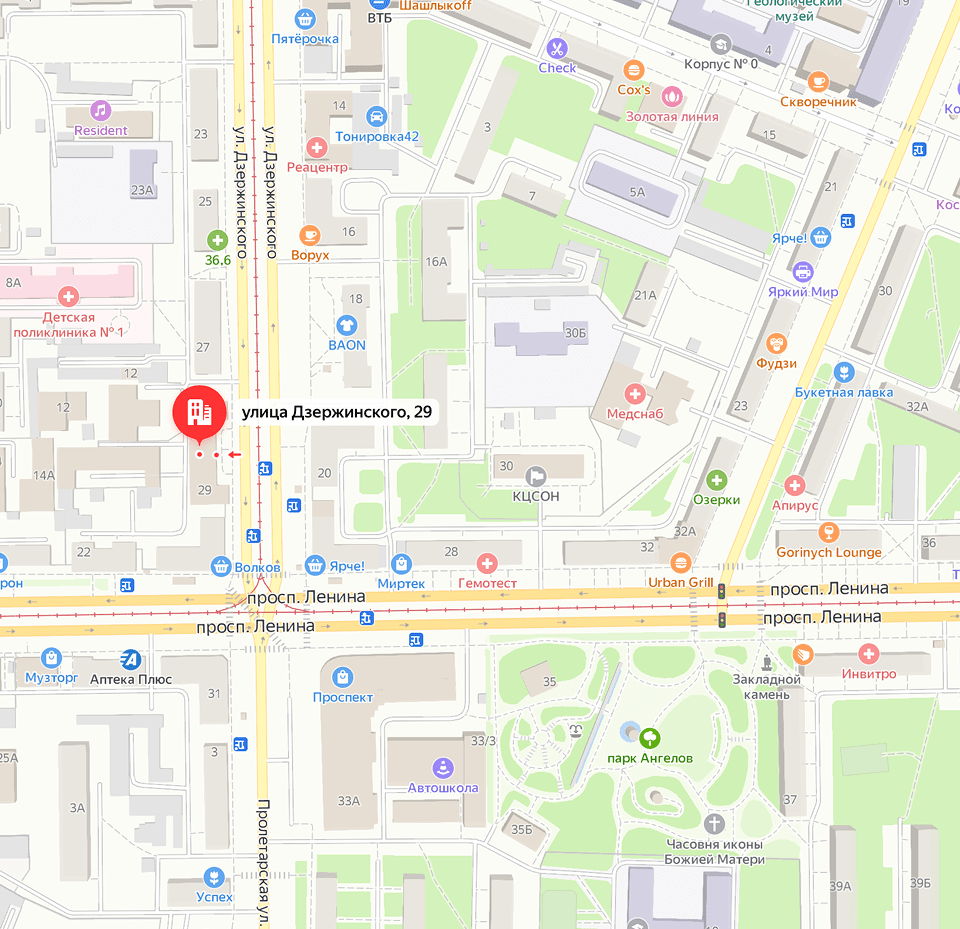 Шашлыкоff
ВТБ
Геологический
музей
19
Пятёрочка
Check
Корпус № 0
4
Cox's
Скворечник
Золотая линия
Resident
14
Тонировка42
3
23
15
Реацентр
ул. Дзержинского
ул. Дзержинского
23А
5А
7
21
25
16
36,6
Ворух
Ярче!
16А
8А
Яркий Мир
30
21А
Детская
поликлиника № 1
18
BAON
30Б
27
Фудзи
12
Букетная лавка
12
улица Дзержинского, 29
Медснаб
23
32А
14А
20
30
КЦСОН
29
Озерки
Апирус
32А
22
Волков
Ярче!
28
32
Gorinych Lounge
36
Миртек
Гемотест
Urban Grill
просп. Ленина
просп. Ленина
просп. Ленина
просп. Ленина
Музторг
Аптека Плюс
31
Проспект
35
Закладной
камень
Инвитро
3
33/3
парк Ангелов
25А
Автошкола
3А
33А
37
35Б
Часовня иконы
Божией Матери
Пролетарская ул.
Успех
39А
39Б